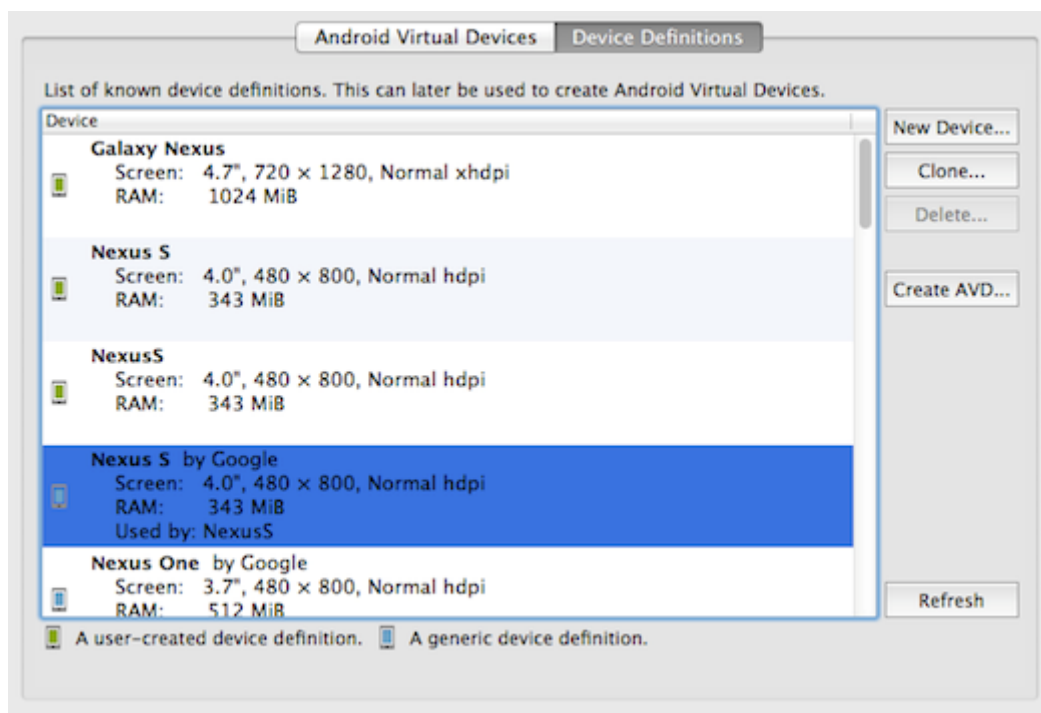 Android Virtual Devices
Device Definitions
List of known device definitions. This can later be used to create Android Virtual Devices.
Device
Galaxy Nexus
Screen: 4.7", 720 × 1280, Normal xhdpi
RAM: 1024 MiB
Nexus S
Screen: 4.0", 480 × 800, Normal hdpi
RAM: 343 MiB
NexusS
Screen: 4.0", 480 × 800, Normal hdpi
RAM: 343 MiB
Nexus S by Google
Screen: 4.0", 480 × 800, Normal hdpi
RAM: 343 MiB
Used by: NexusS
Nexus One by Google
Screen: 3.7", 480 × 800, Normal hdpi
RAM: 512 MiB
New Device...
Clone...
Delete...
Create AVD...
Refresh
A user-created device definition. A generic device definition.